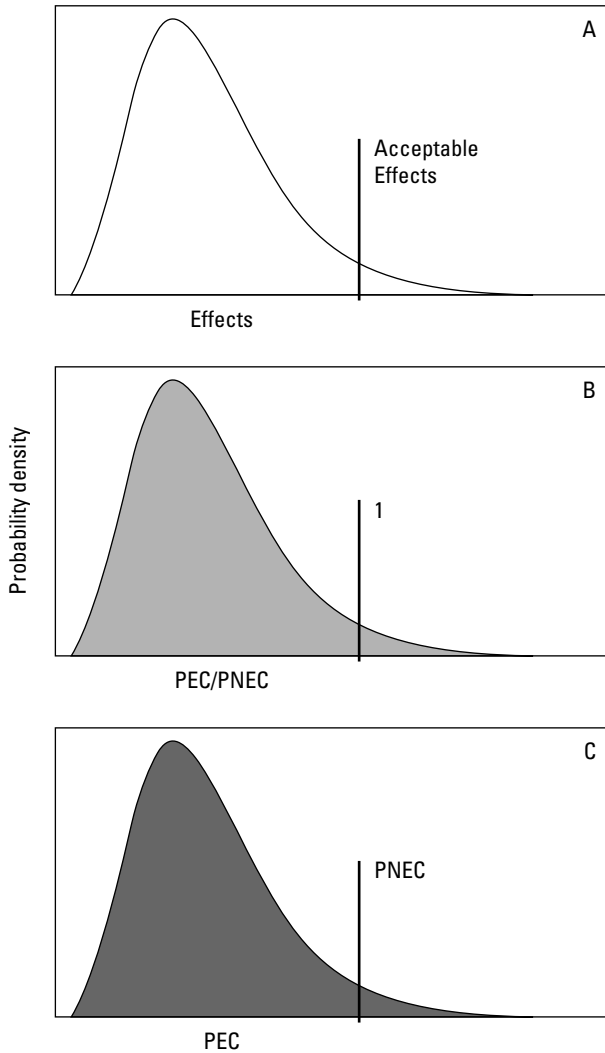 A
Acceptable
Effects
Effects
B
1
PEC/PNEC
Probability density
C
PNEC
PEC